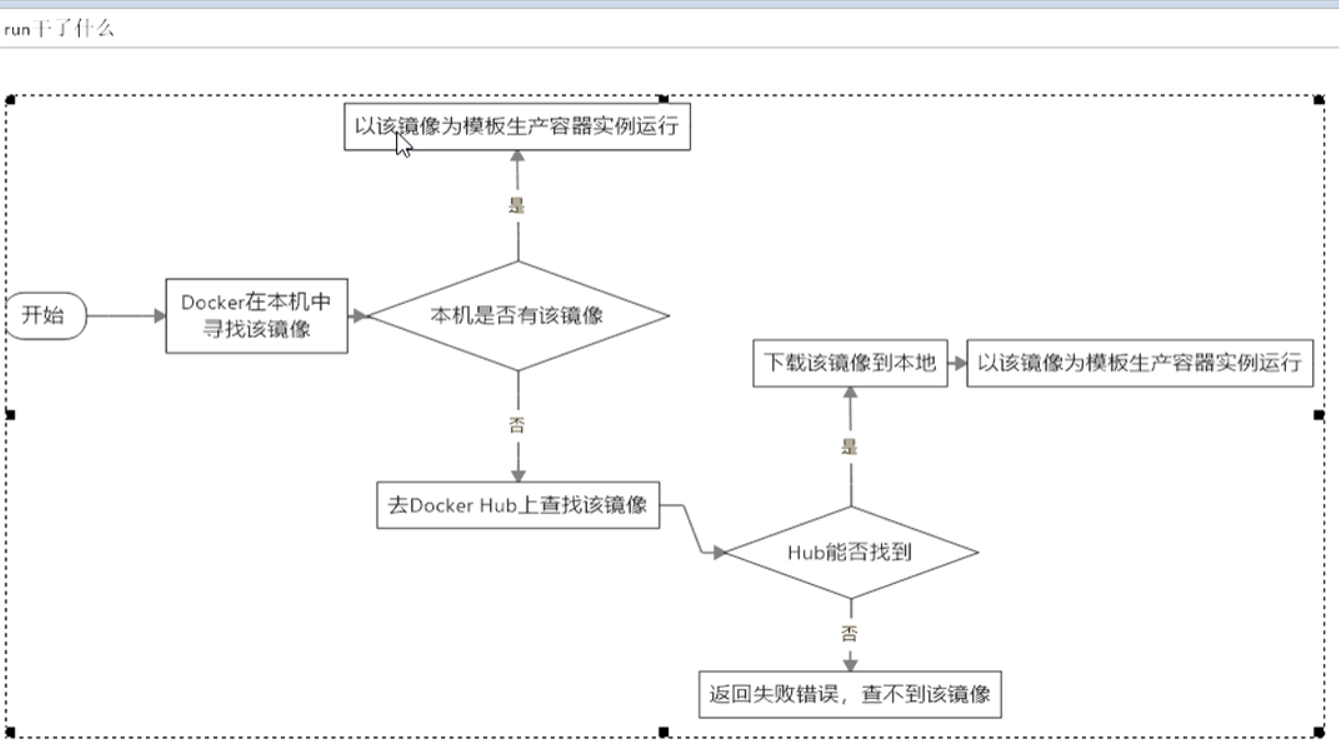 run干了什么
以该镜像为模板生产容器实例运行
是
开始
Docker在本机中
寻找该镜像
本机是否有该镜像
否
去Docker Hub上查找该镜像
下载该镜像到本地
以该镜像为模板生产容器实例运行
是
Hub能否找到
否
返回失败错误，查不到该镜像